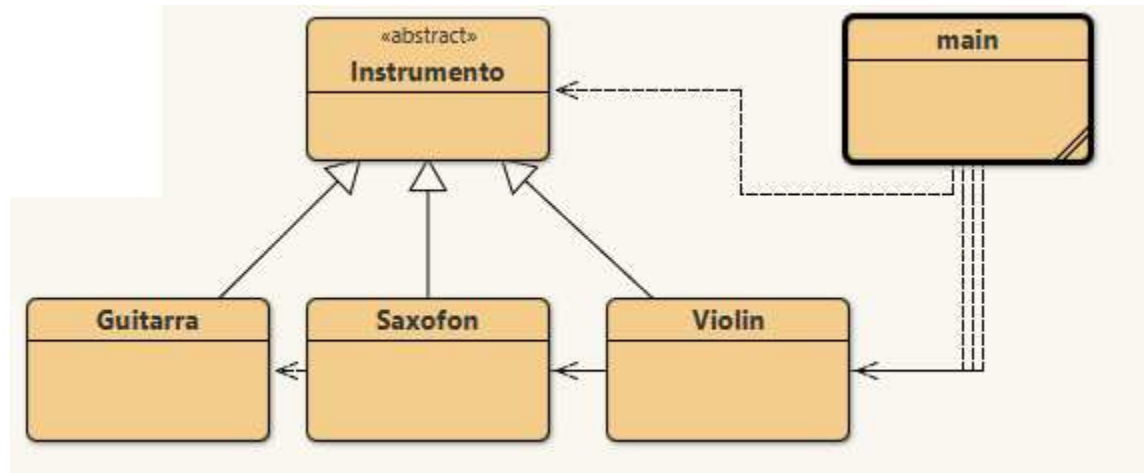 «abstract»
Instrumento
main
Guitarra
Saxofon
Violin